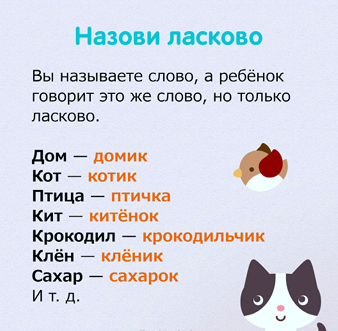 Назови ласково
Вы называете слово, а ребёнок
говорит это же слово, но только
ласково.
Дом — домик
Кот — котик
Птица — птичка
Кит — китёнок
Крокодил — крокодильчик
Клён — клёник
Сахар — сахарок
И т. д.